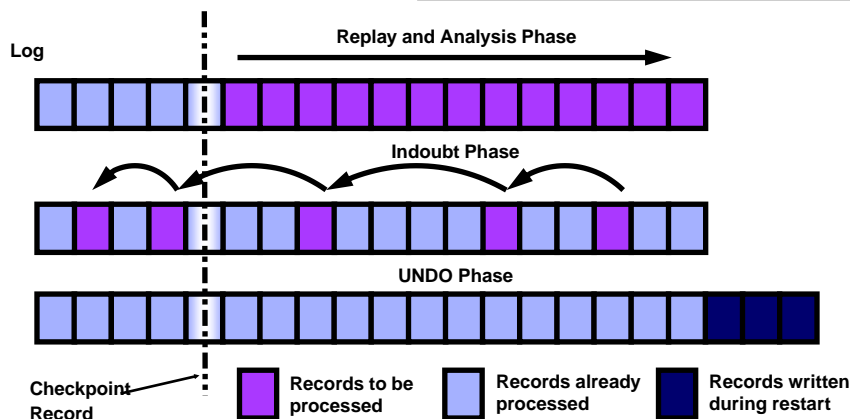 Replay and Analysis Phase
Log
Indoubt Phase
UNDO Phase
Checkpoint
Record
Records to be
processed
Records already
processed
Records written
during restart